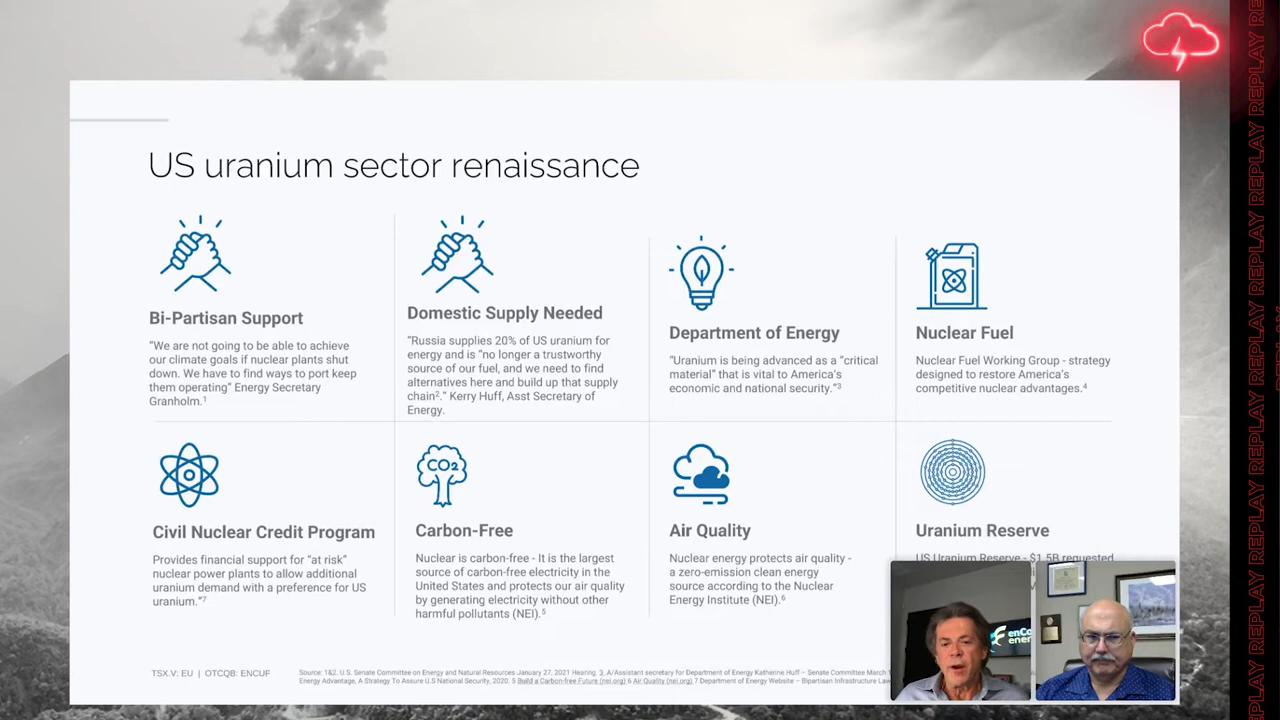 US uranium sector renaissance
Bi-Partisan Support
“We are not going to be able to achieve
our climate goals if nuclear plants shut
down. We have to find ways to port keep
them operating” Energy Secretary
Granholm.¹
Domestic Supply Needed
“Russia supplies 20% of US uranium for
energy and is “no longer a trustworthy
source of our fuel, and we need to find
alternatives here and build up that supply
chain².” Kerry Huff, Asst Secretary of
Energy.
Department of Energy
“Uranium is being advanced as a “critical
material” that is vital to America’s
economic and national security.”³
Nuclear Fuel
Nuclear Fuel Working Group - strategy
designed to restore America’s
competitive nuclear advantages.⁴
Civil Nuclear Credit Program
Provides financial support for “at risk”
nuclear power plants to allow additional
uranium demand with a preference for US
uranium.”⁷
CO2
Carbon-Free
Nuclear is carbon-free - It is the largest
source of carbon-free electricity in the
United States and protects our air quality
by generating electricity without other
harmful pollutants (NEI).⁵
Air Quality
Nuclear energy protects air quality -
a zero-emission clean energy
source according to the Nuclear
Energy Institute (NEI).⁶
Uranium Reserve
US Uranium Reserve - $1.5B requested
TSX.V: EU | OTCQB: ENCUF
Source: 1&2. U.S. Senate Committee on Energy and Natural Resources January 27, 2021 Hearing. 3. A/Assistant secretary for Department of Energy Katherine Huff – Senate Committee March
Energy Advantage, A Strategy To Assure U.S National Security, 2020. 5 Build a Carbon-free Future (nei.org) 6 Air Quality (nei.org) 7 Department of Energy Website – Bipartisan Infrastructure Law
enCo
energ
REPLAY REPLAY REPLAY REPLAY REPLAY REPLAY REPLAY REPLAY